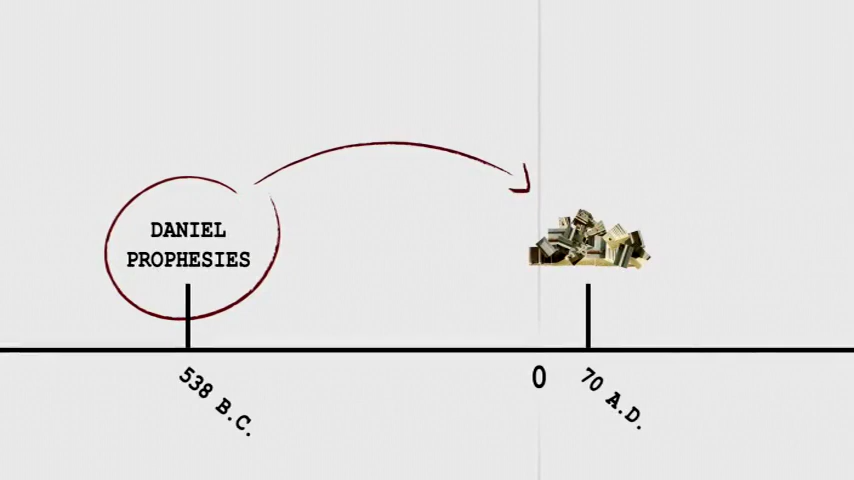 DANIEL
PROPHESIES
538 B.C.
0
70 A.D.